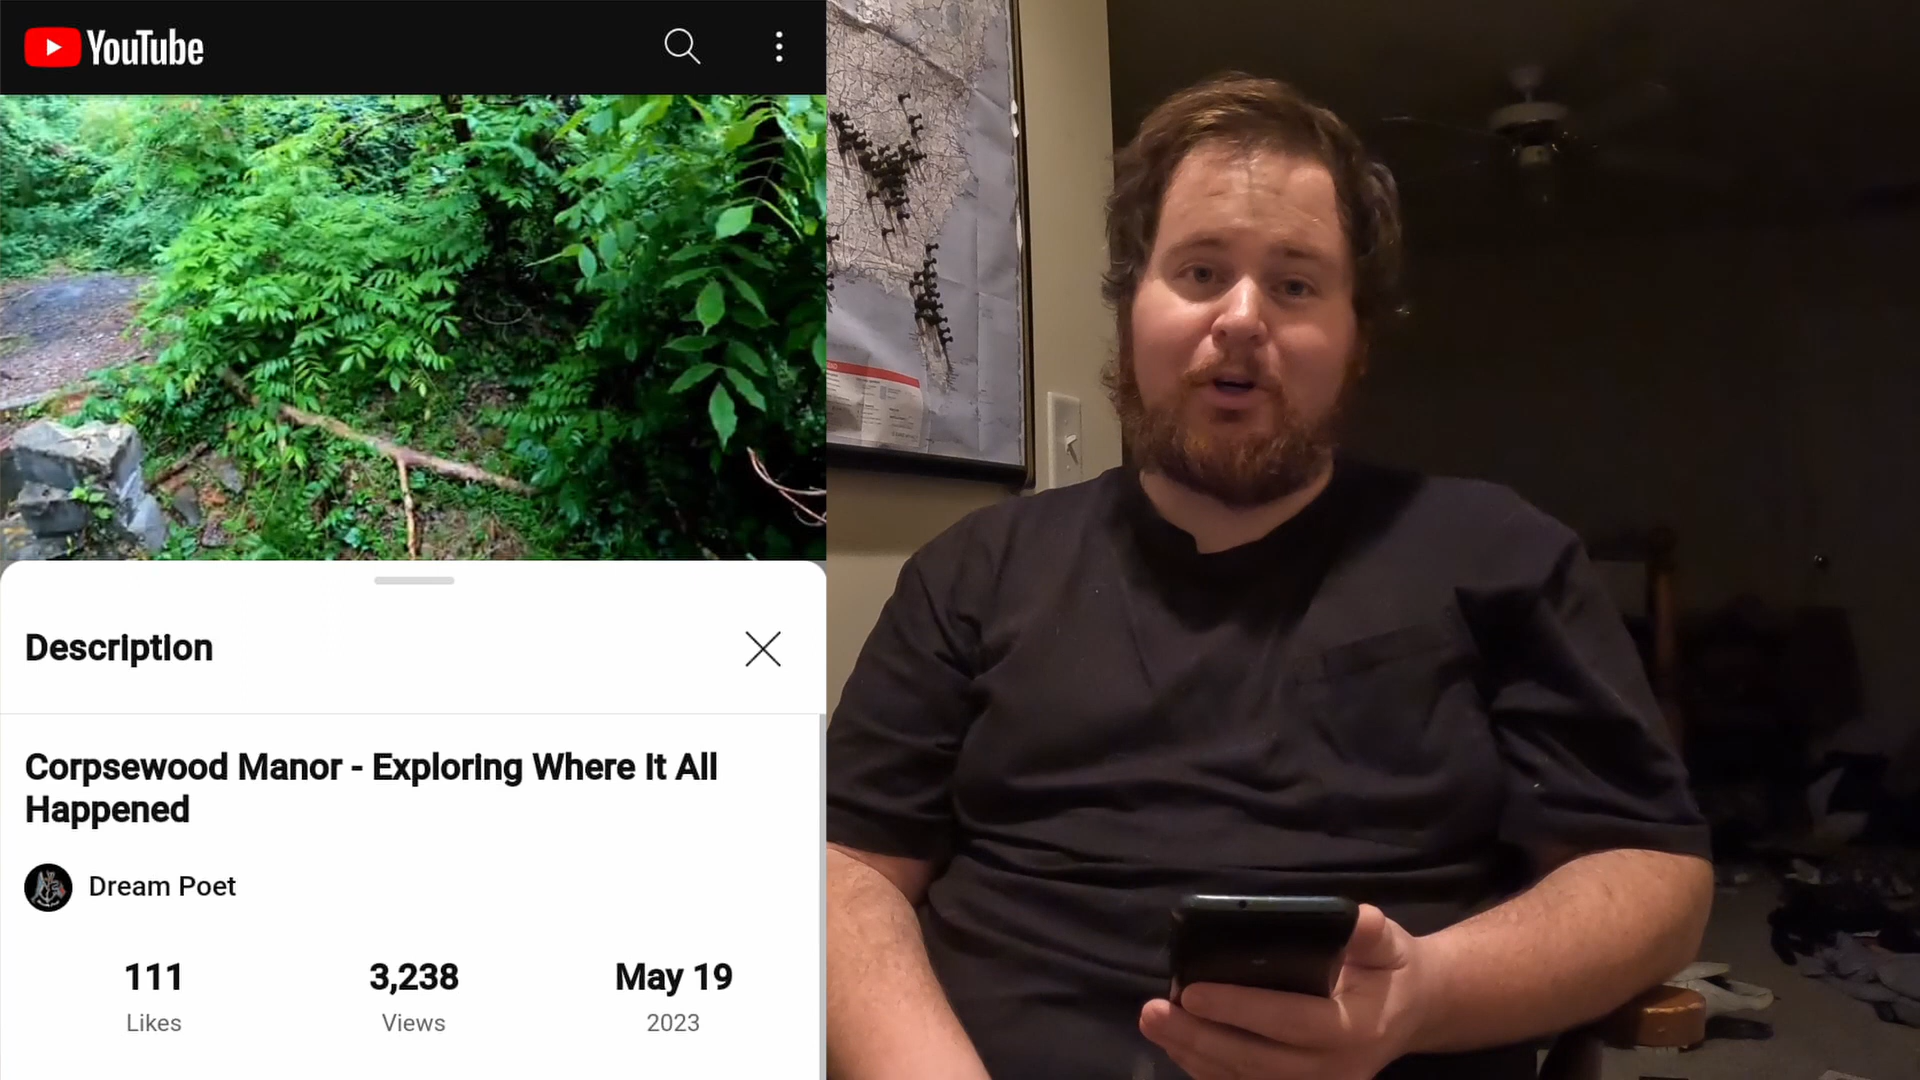 YouTube
Description
Corpsewood Manor - Exploring Where It All
Happened
Dream Poet
111
Likes
3,238
Views
May 19
2023